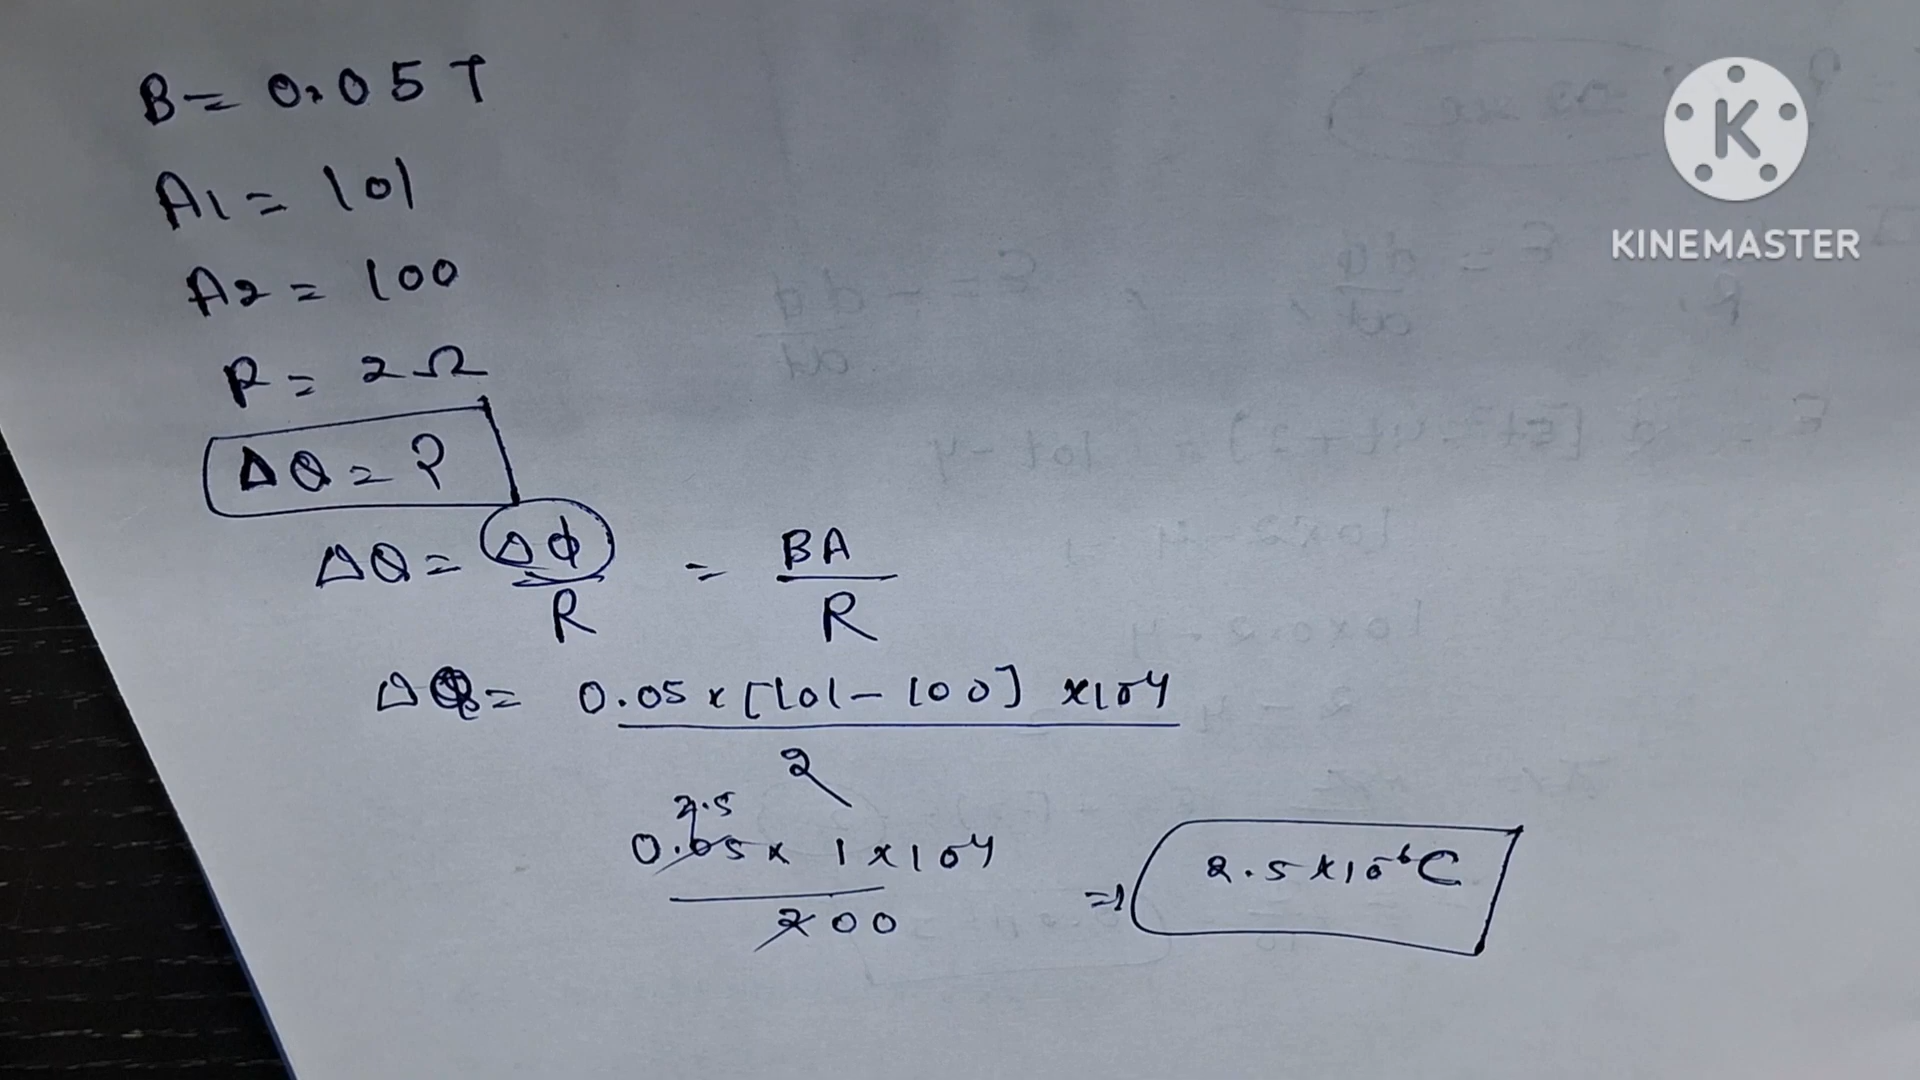 B = 0.05 T
A1 = 101
A2 = 100
R = 2Ω
ΔQ = ?
ΔQ = Δϕ / R = BA / R
ΔQ = 0.05 x [101 - 100] x10-4 / 2
2.5
0.05 x 1 x 10-4 / 200 => 2.5 x 10-6 C
K
KINEMASTER